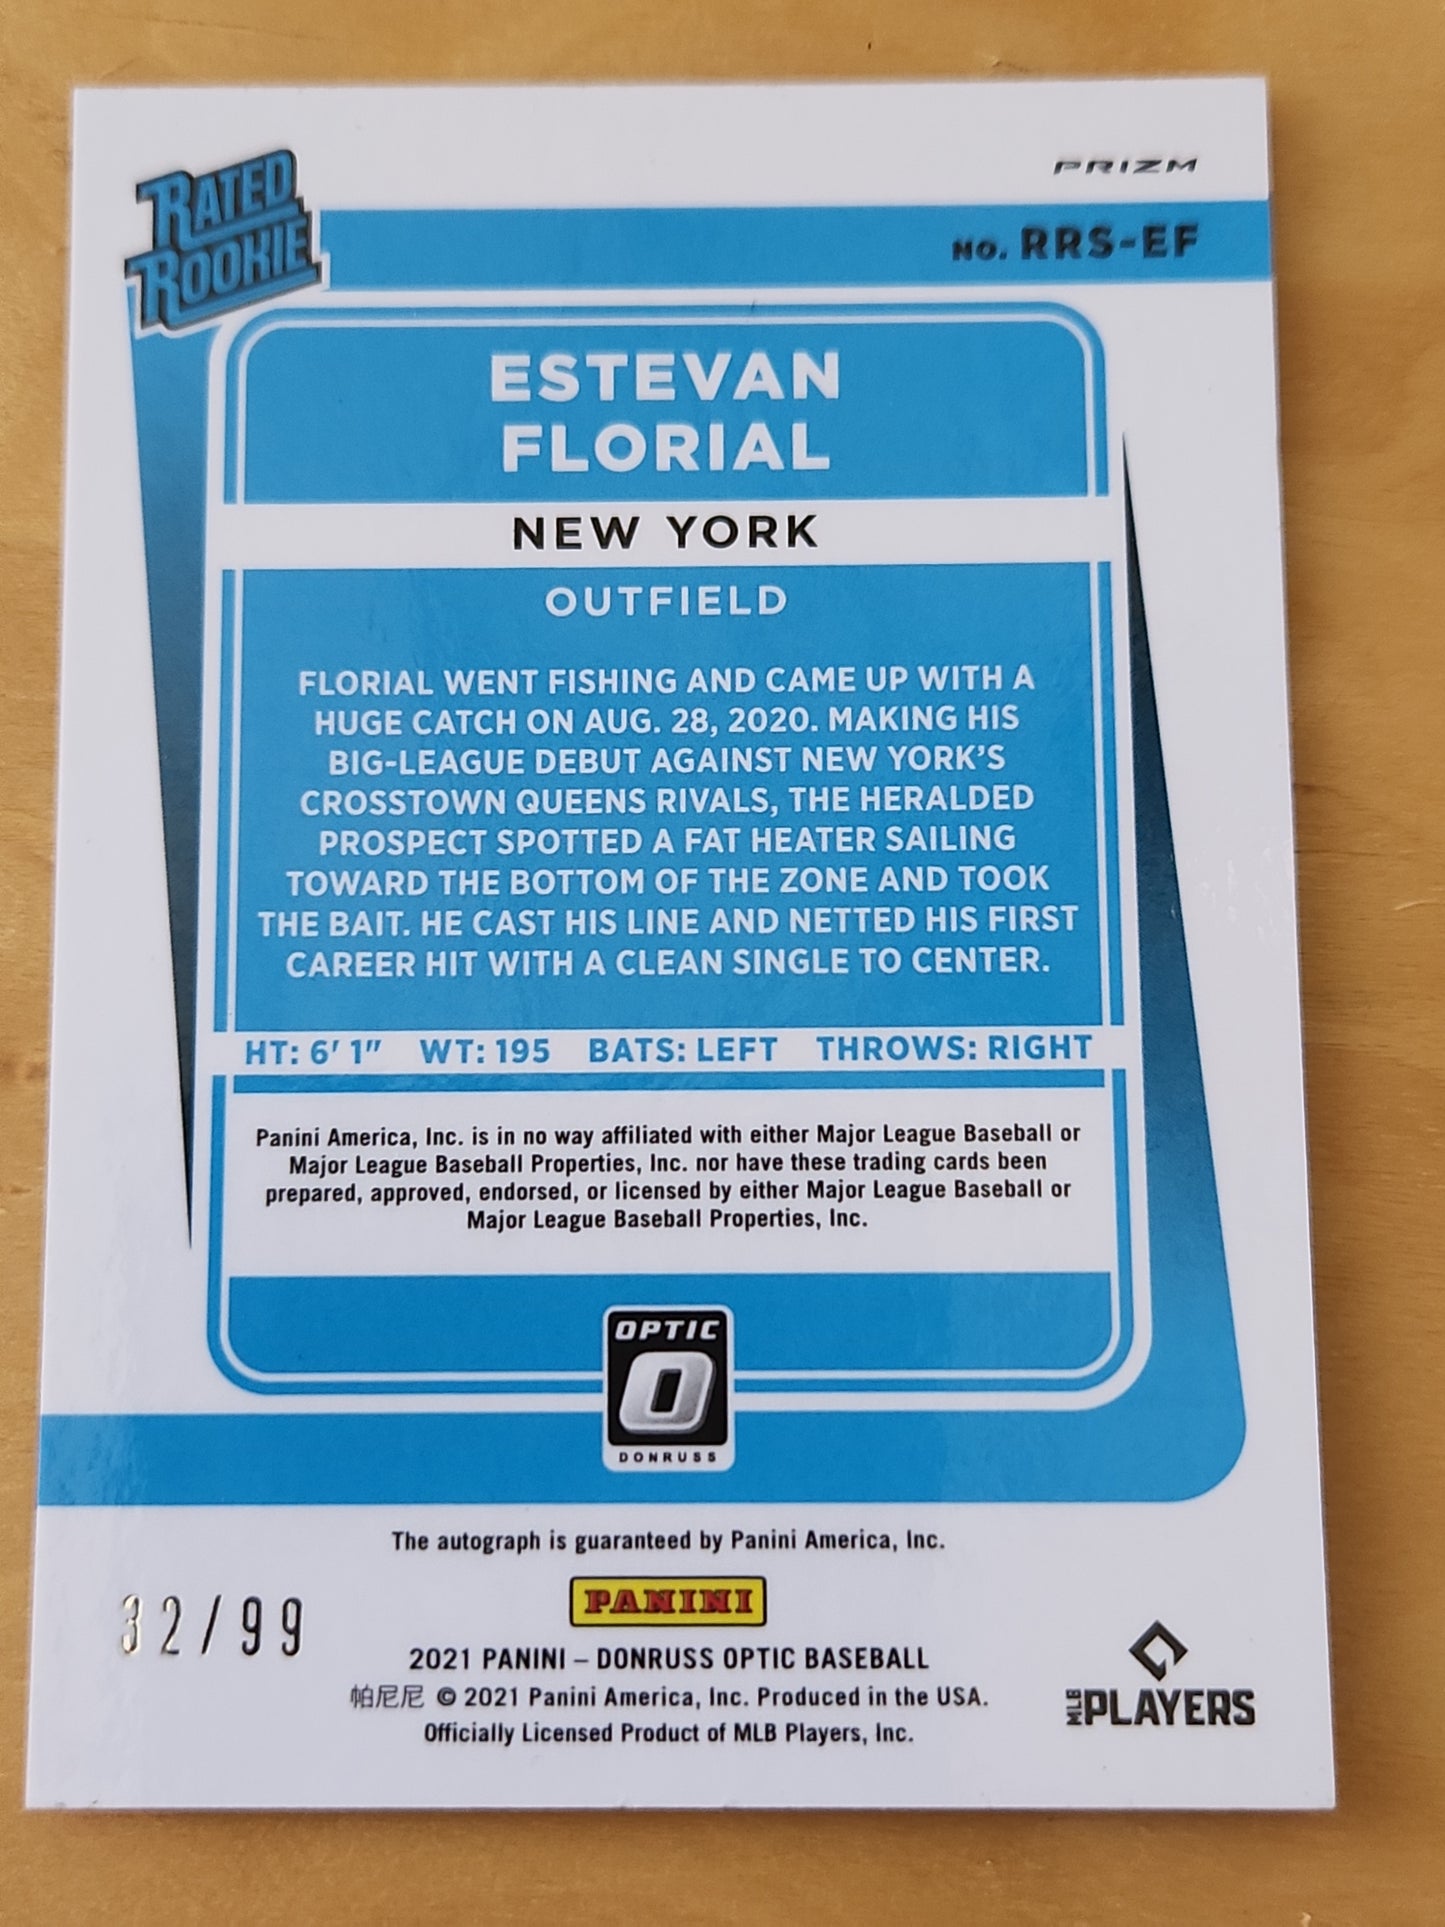 PRIZM
RATED
ROOKIE
NO. RRS-EF
ESTEVAN
FLORIAL
NEW YORK
OUTFIELD
FLORIAL WENT FISHING AND CAME UP WITH A
HUGE CATCH ON AUG. 28, 2020. MAKING HIS
BIG-LEAGUE DEBUT AGAINST NEW YORK'S
CROSSTOWN QUEENS RIVALS, THE HERALDED
PROSPECT SPOTTED A FAT HEATER SAILING
TOWARD THE BOTTOM OF THE ZONE AND TOOK
THE BAIT. HE CAST HIS LINE AND NETTED HIS FIRST
CAREER HIT WITH A CLEAN SINGLE TO CENTER.
HT: 6' 1" WT: 195 BATS: LEFT THROWS: RIGHT
Panini America, Inc. is in no way affiliated with either Major League Baseball or
Major League Baseball Properties, Inc. nor have these trading cards been
prepared, approved, endorsed, or licensed by either Major League Baseball or
Major League Baseball Properties, Inc.
OPTIC
O
DONRUSS
The autograph is guaranteed by Panini America, Inc.
32/99
PANINI
2021 PANINI – DONRUSS OPTIC BASEBALL
帕尼尼 © 2021 Panini America, Inc. Produced in the USA.
Officially Licensed Product of MLB Players, Inc.
MLB PLAYERS